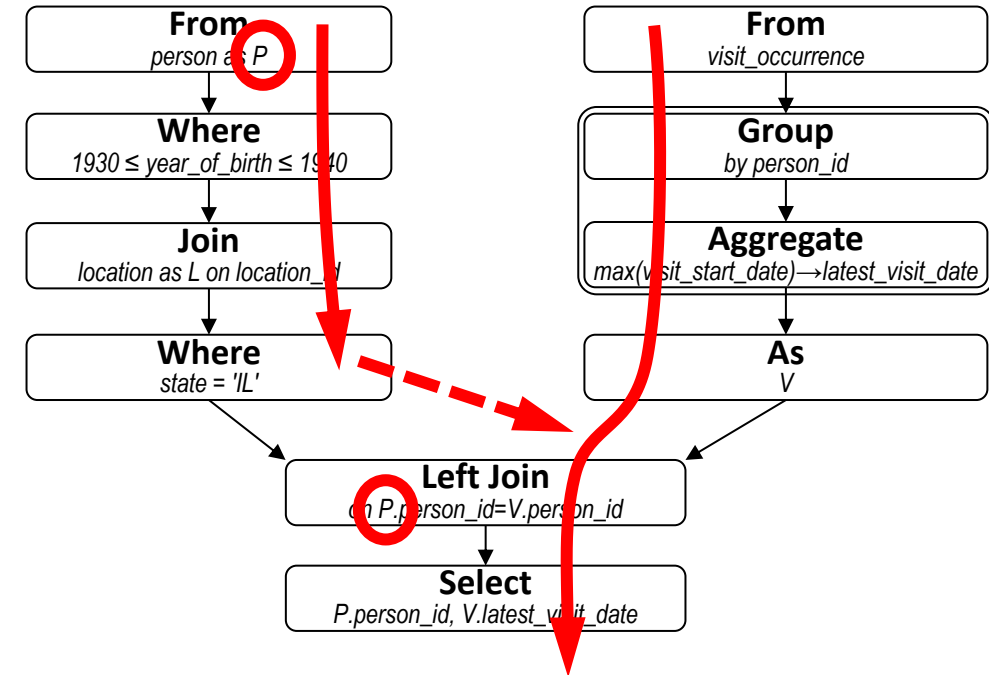 From
person as P
Where
1930 ≤ year_of_birth ≤ 1940
Join
location as L on location_id
Where
state = 'IL'
From
visit_occurrence
Group
by person_id
Aggregate
max(visit_start_date)→latest_visit_date
As
V
Left Join
on P.person_id=V.person_id
Select
P.person_id, V.latest_visit_date